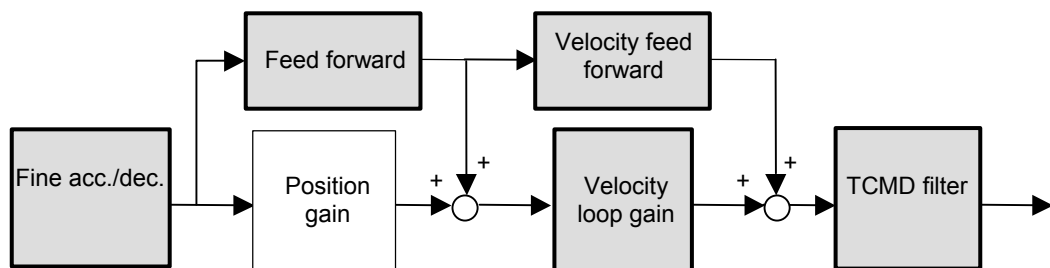 Feed forward
Velocity feed
forward
Fine acc./dec.
Position
gain
+
+
Velocity
loop gain
+
+
TCMD filter